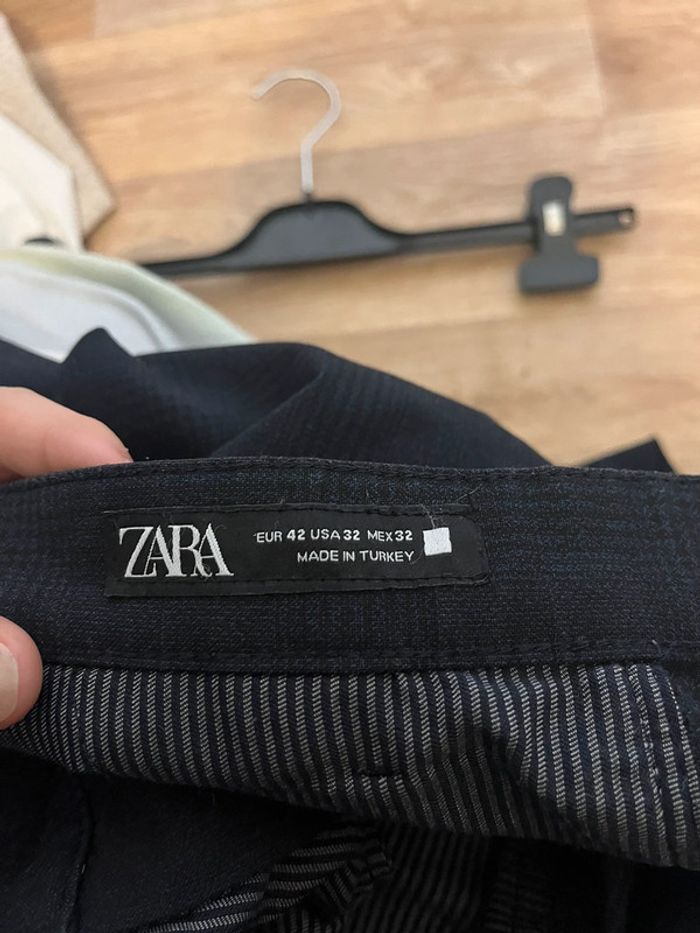 ZARA
EUR 42 USA 32 MEX 32
MADE IN TURKEY